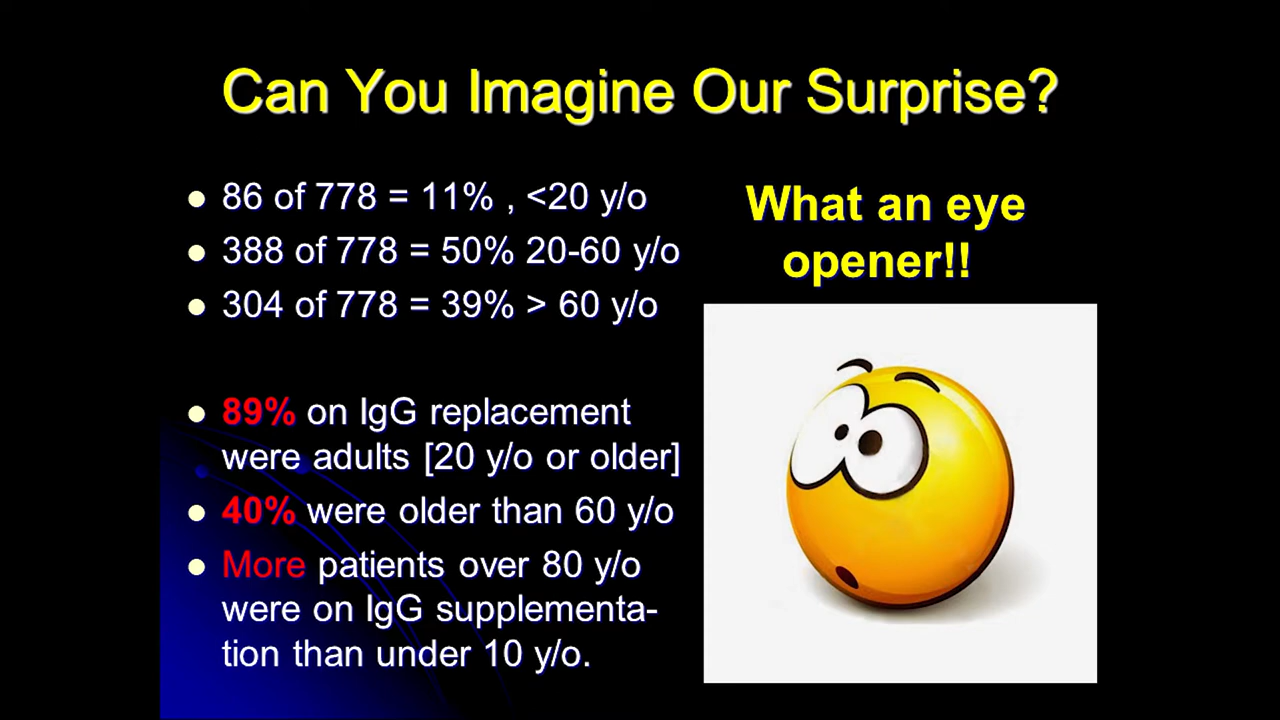 Can You Imagine Our Surprise?
86 of 778 = 11% , <20 y/o
388 of 778 = 50% 20-60 y/o
304 of 778 = 39% > 60 y/o
89% on IgG replacement
were adults [20 y/o or older]
40% were older than 60 y/o
More patients over 80 y/o
were on IgG supplementa-
tion than under 10 y/o.
What an eye
opener!!